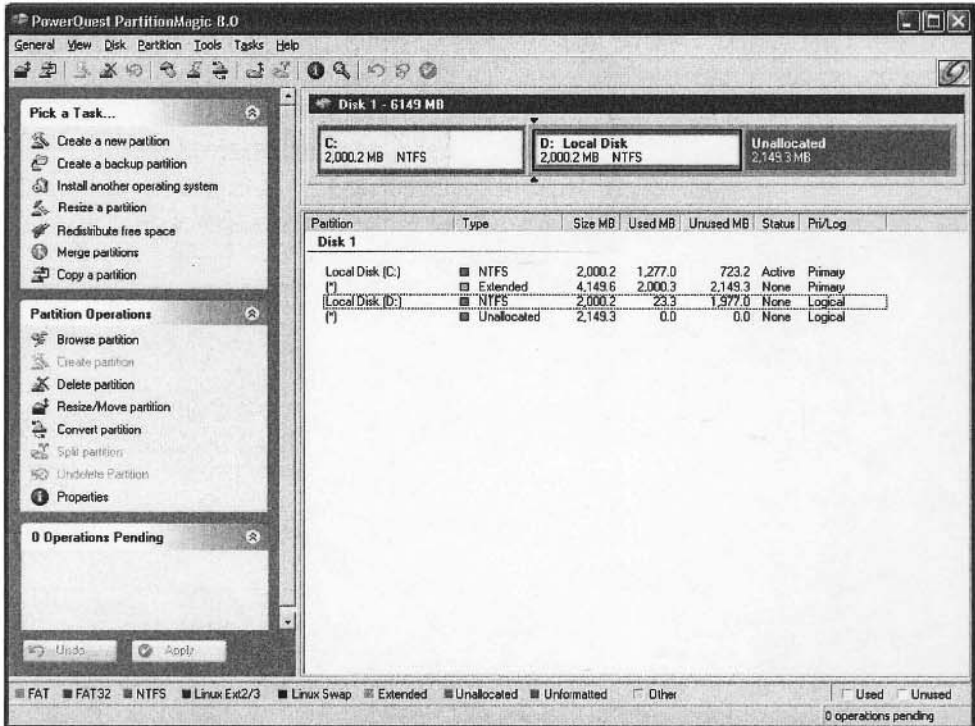 PowerQuest PartitionMagic 8.0
General View Disk Partition Tools Tasks Help
Pick a Task...
Create a new partition
Create a backup partition
Install another operating system
Resize a partition
Redistribute free space
Merge partitions
Copy a partition
Partition Operations
Browse partition
Create partition
Delete partition
Resize/Move partition
Convert partition
Split partition
Undelete Partition
Properties
0 Operations Pending
Undo
Apply
Disk 1 - 6149 MB
C:
2,000.2 MB NTFS
D: Local Disk
2,000.2 MB NTFS
Unallocated
2,149.3 MB
Partition Type Size MB Used MB Unused MB Status Pri/Log
Disk 1
Local Disk (C:) NTFS 2,000.2 1,277.0 723.2 Active Primary
(*) Extended 4,149.6 2,000.3 2,149.3 None Primary
Local Disk (D:) NTFS 2,000.2 23.3 1,977.0 None Logical
(*) Unallocated 2,149.3 0.0 0.0 None Logical
FAT FAT32 NTFS Linux Ext2/3 Linux Swap Extended Unallocated Unformatted Other Used Unused
0 operations pending